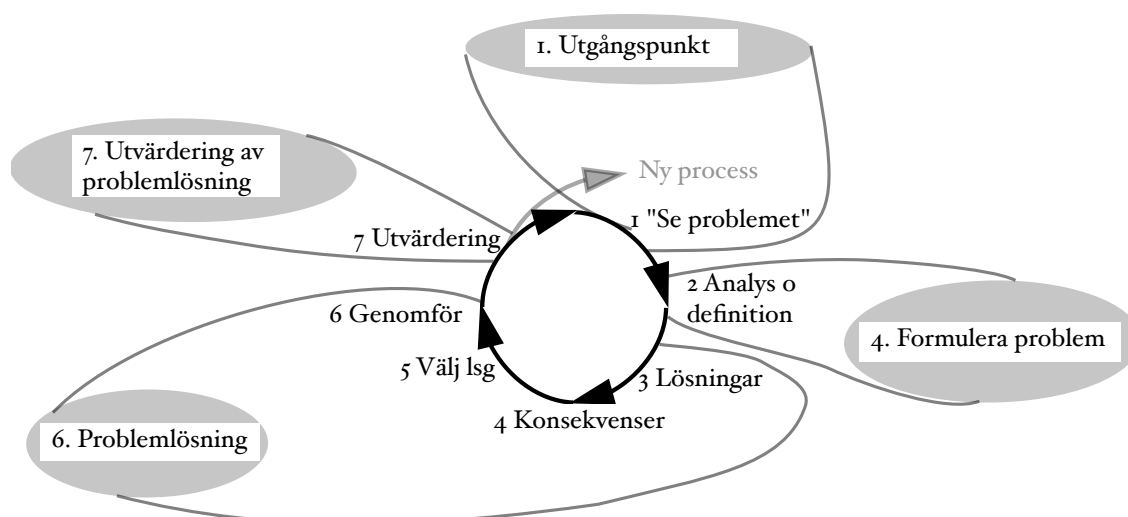 1. Utgångspunkt
7. Utvärdering av
problemlösning
Ny process
1 "Se problemet"
7 Utvärdering
2 Analys o
definition
6 Genomför
4. Formulera problem
5 Välj lsg
3 Lösningar
4 Konsekvenser
6. Problemlösning